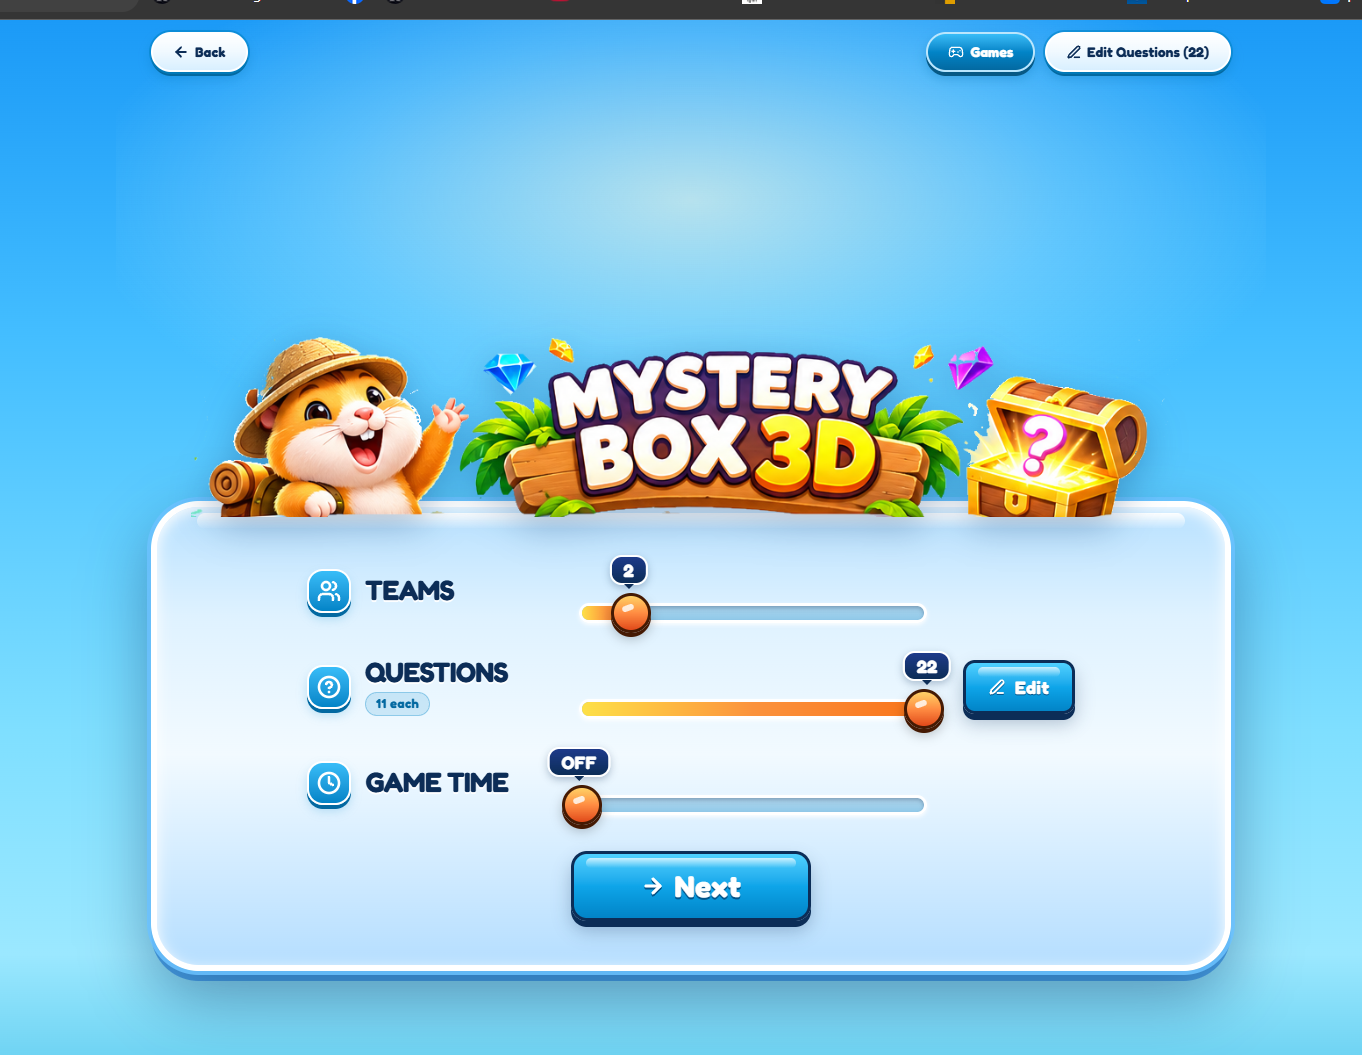 Back
Games
Edit Questions (22)
MYSTERY
BOX 3D
?
2
TEAMS
22
QUESTIONS
11 each
Edit
OFF
GAME TIME
Next